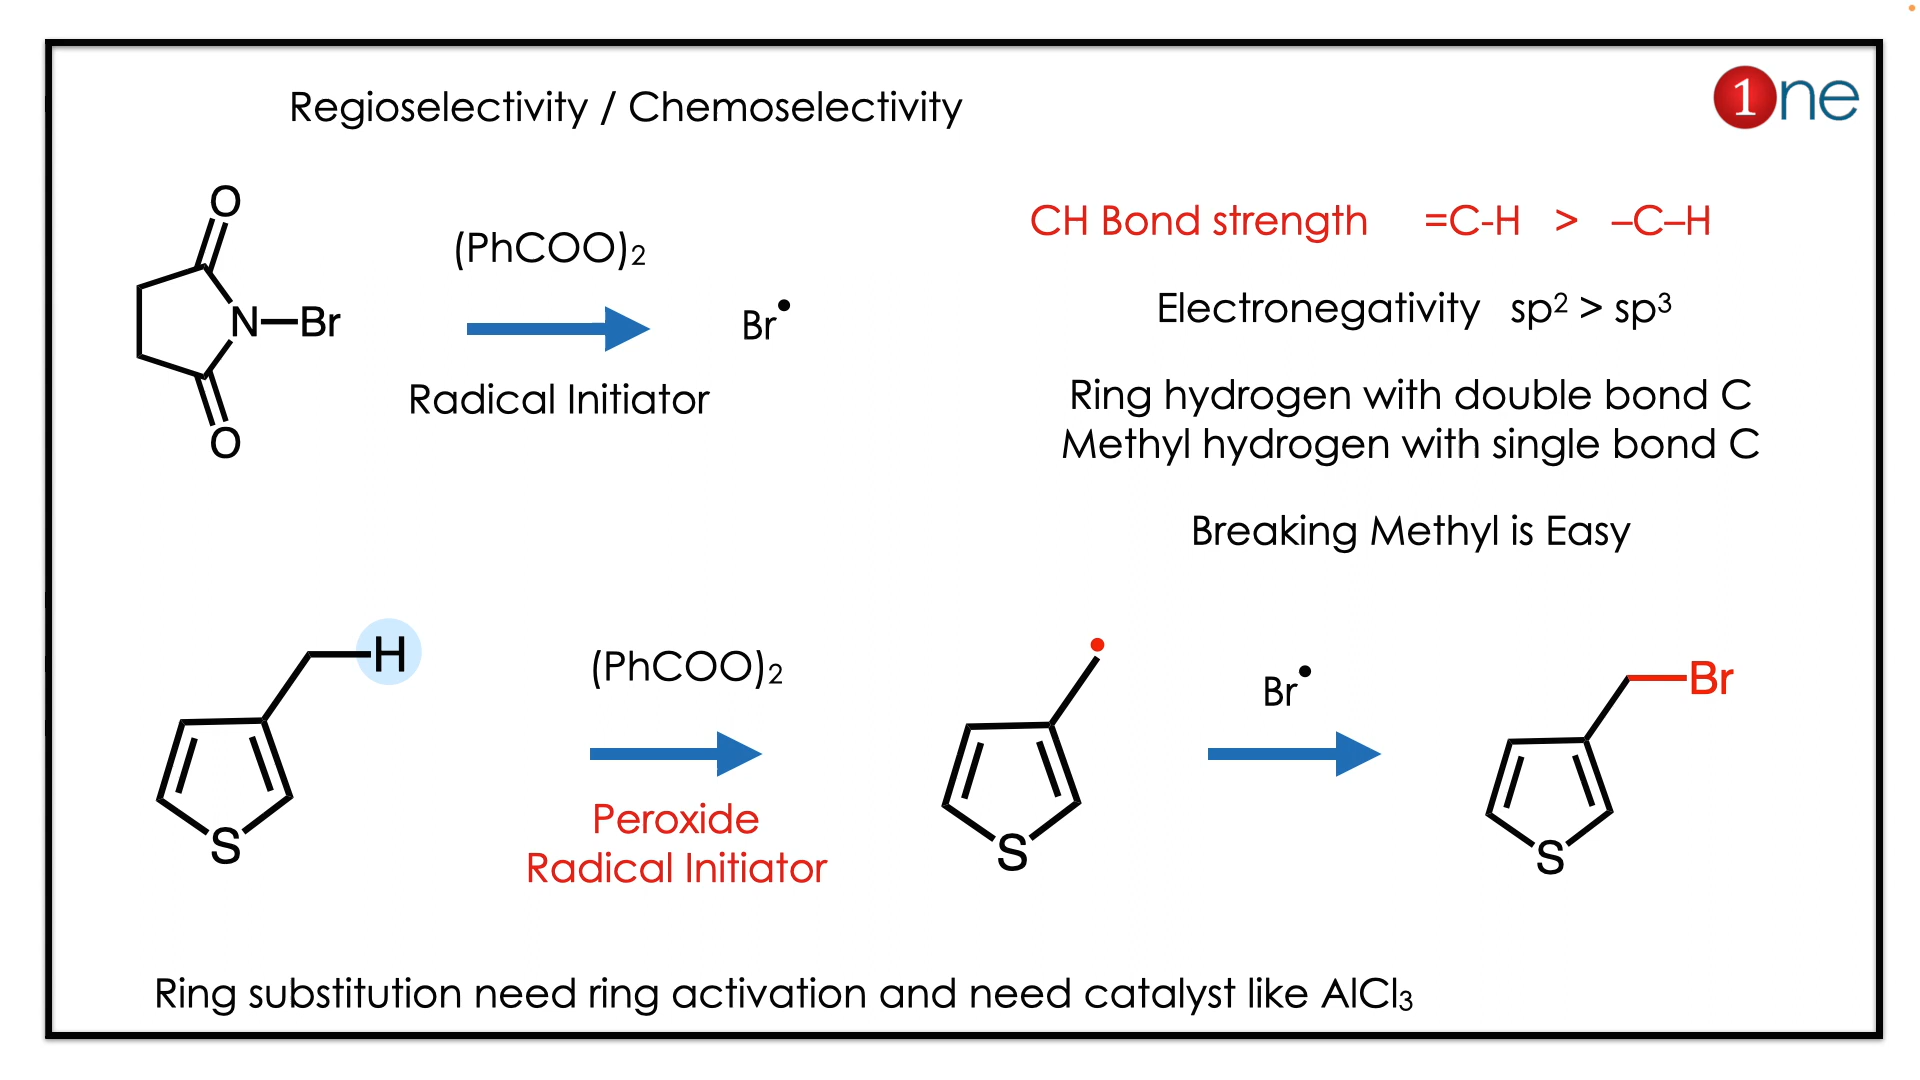 Regioselectivity / Chemoselectivity
1ne
O
(PhCOO)₂
N–Br
Br•
Radical Initiator
O
CH Bond strength =C-H > –C–H
Electronegativity sp² > sp³
Ring hydrogen with double bond C
Methyl hydrogen with single bond C
Breaking Methyl is Easy
H
S
(PhCOO)₂
Peroxide
Radical Initiator
S
Br•
Br
S
Ring substitution need ring activation and need catalyst like AlCl₃